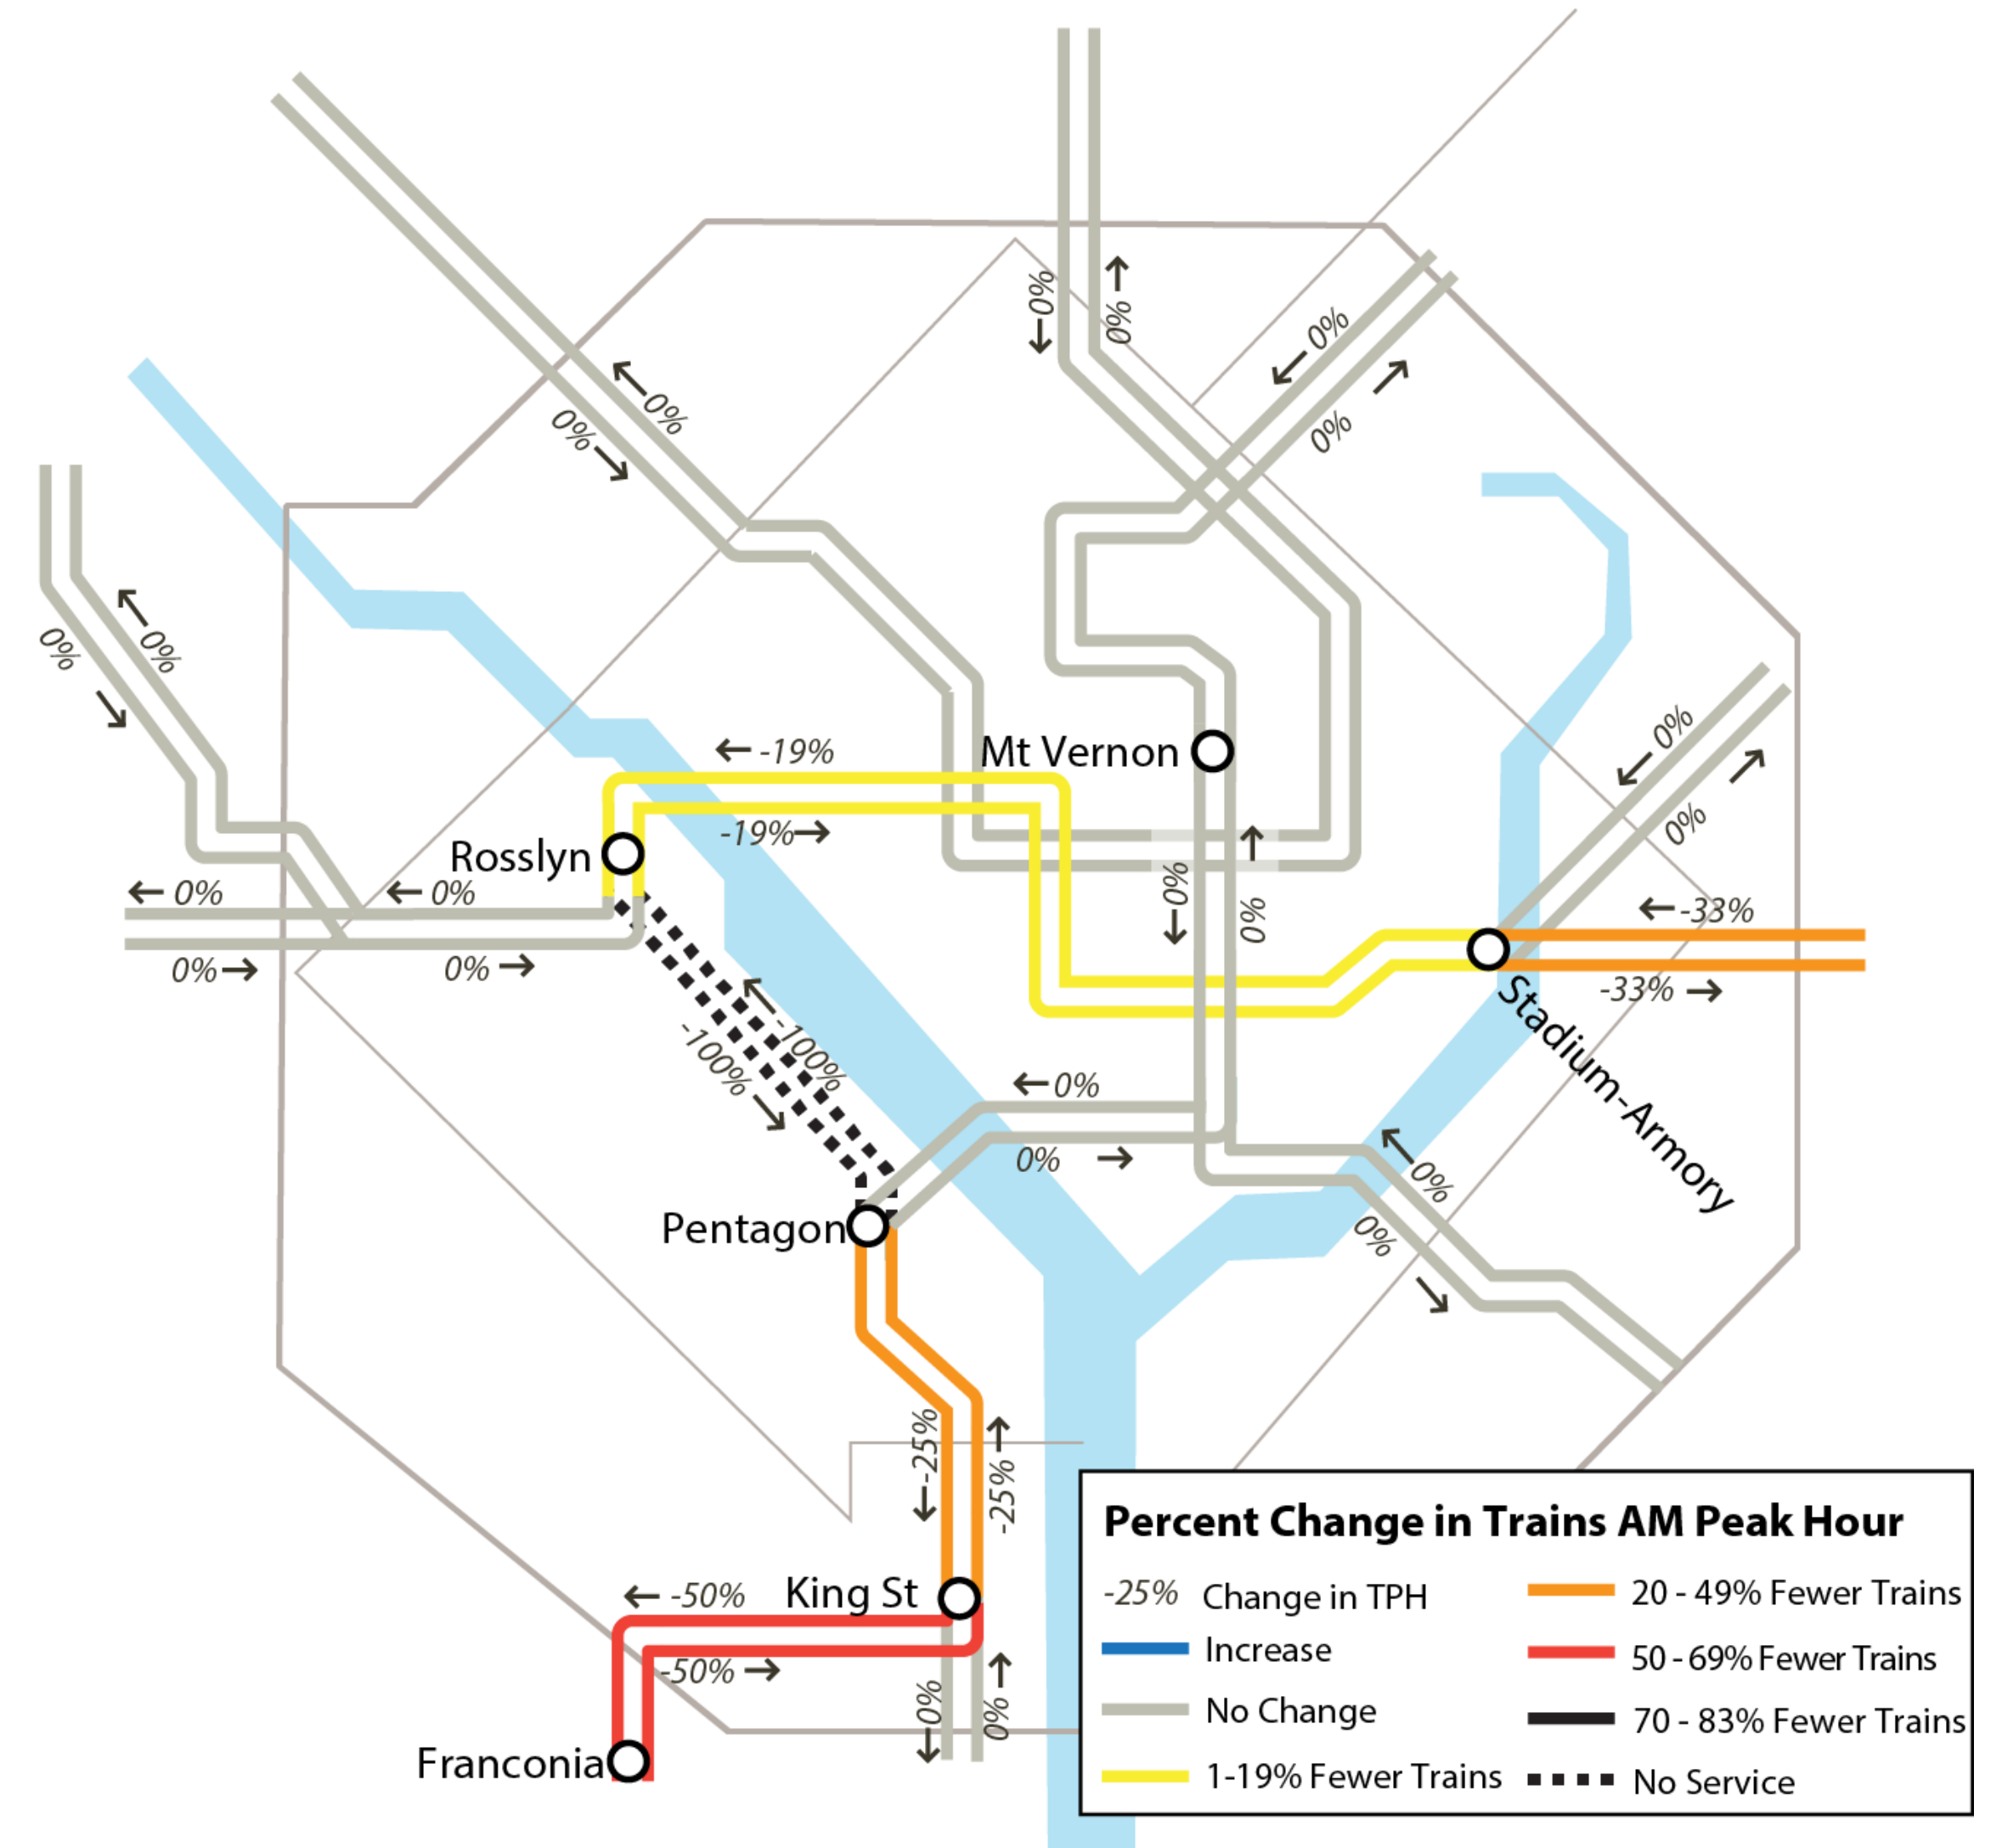 0%
0%
0%
0%
0%
0%
0%
0%
-19%
Mt Vernon
-19%
Rosslyn
0%
0%
0%
0%
0%
0%
0%
0%
-33%
-33%
Stadium-Armory
-100%
-100%
0%
0%
0%
0%
Pentagon
-25%
-25%
King St
-50%
-50%
0%
0%
Franconia
Percent Change in Trains AM Peak Hour
-25% Change in TPH
Increase
No Change
1-19% Fewer Trains
20 - 49% Fewer Trains
50 - 69% Fewer Trains
70 - 83% Fewer Trains
No Service